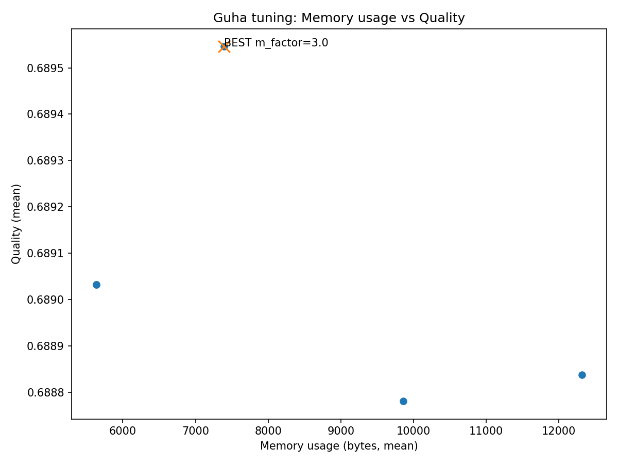 Guha tuning: Memory usage vs Quality
BEST m_factor=3.0
0.6895
0.6894
0.6893
0.6892
0.6891
0.6890
0.6889
0.6888
Quality (mean)
6000 7000 8000 9000 10000 11000 12000
Memory usage (bytes, mean)